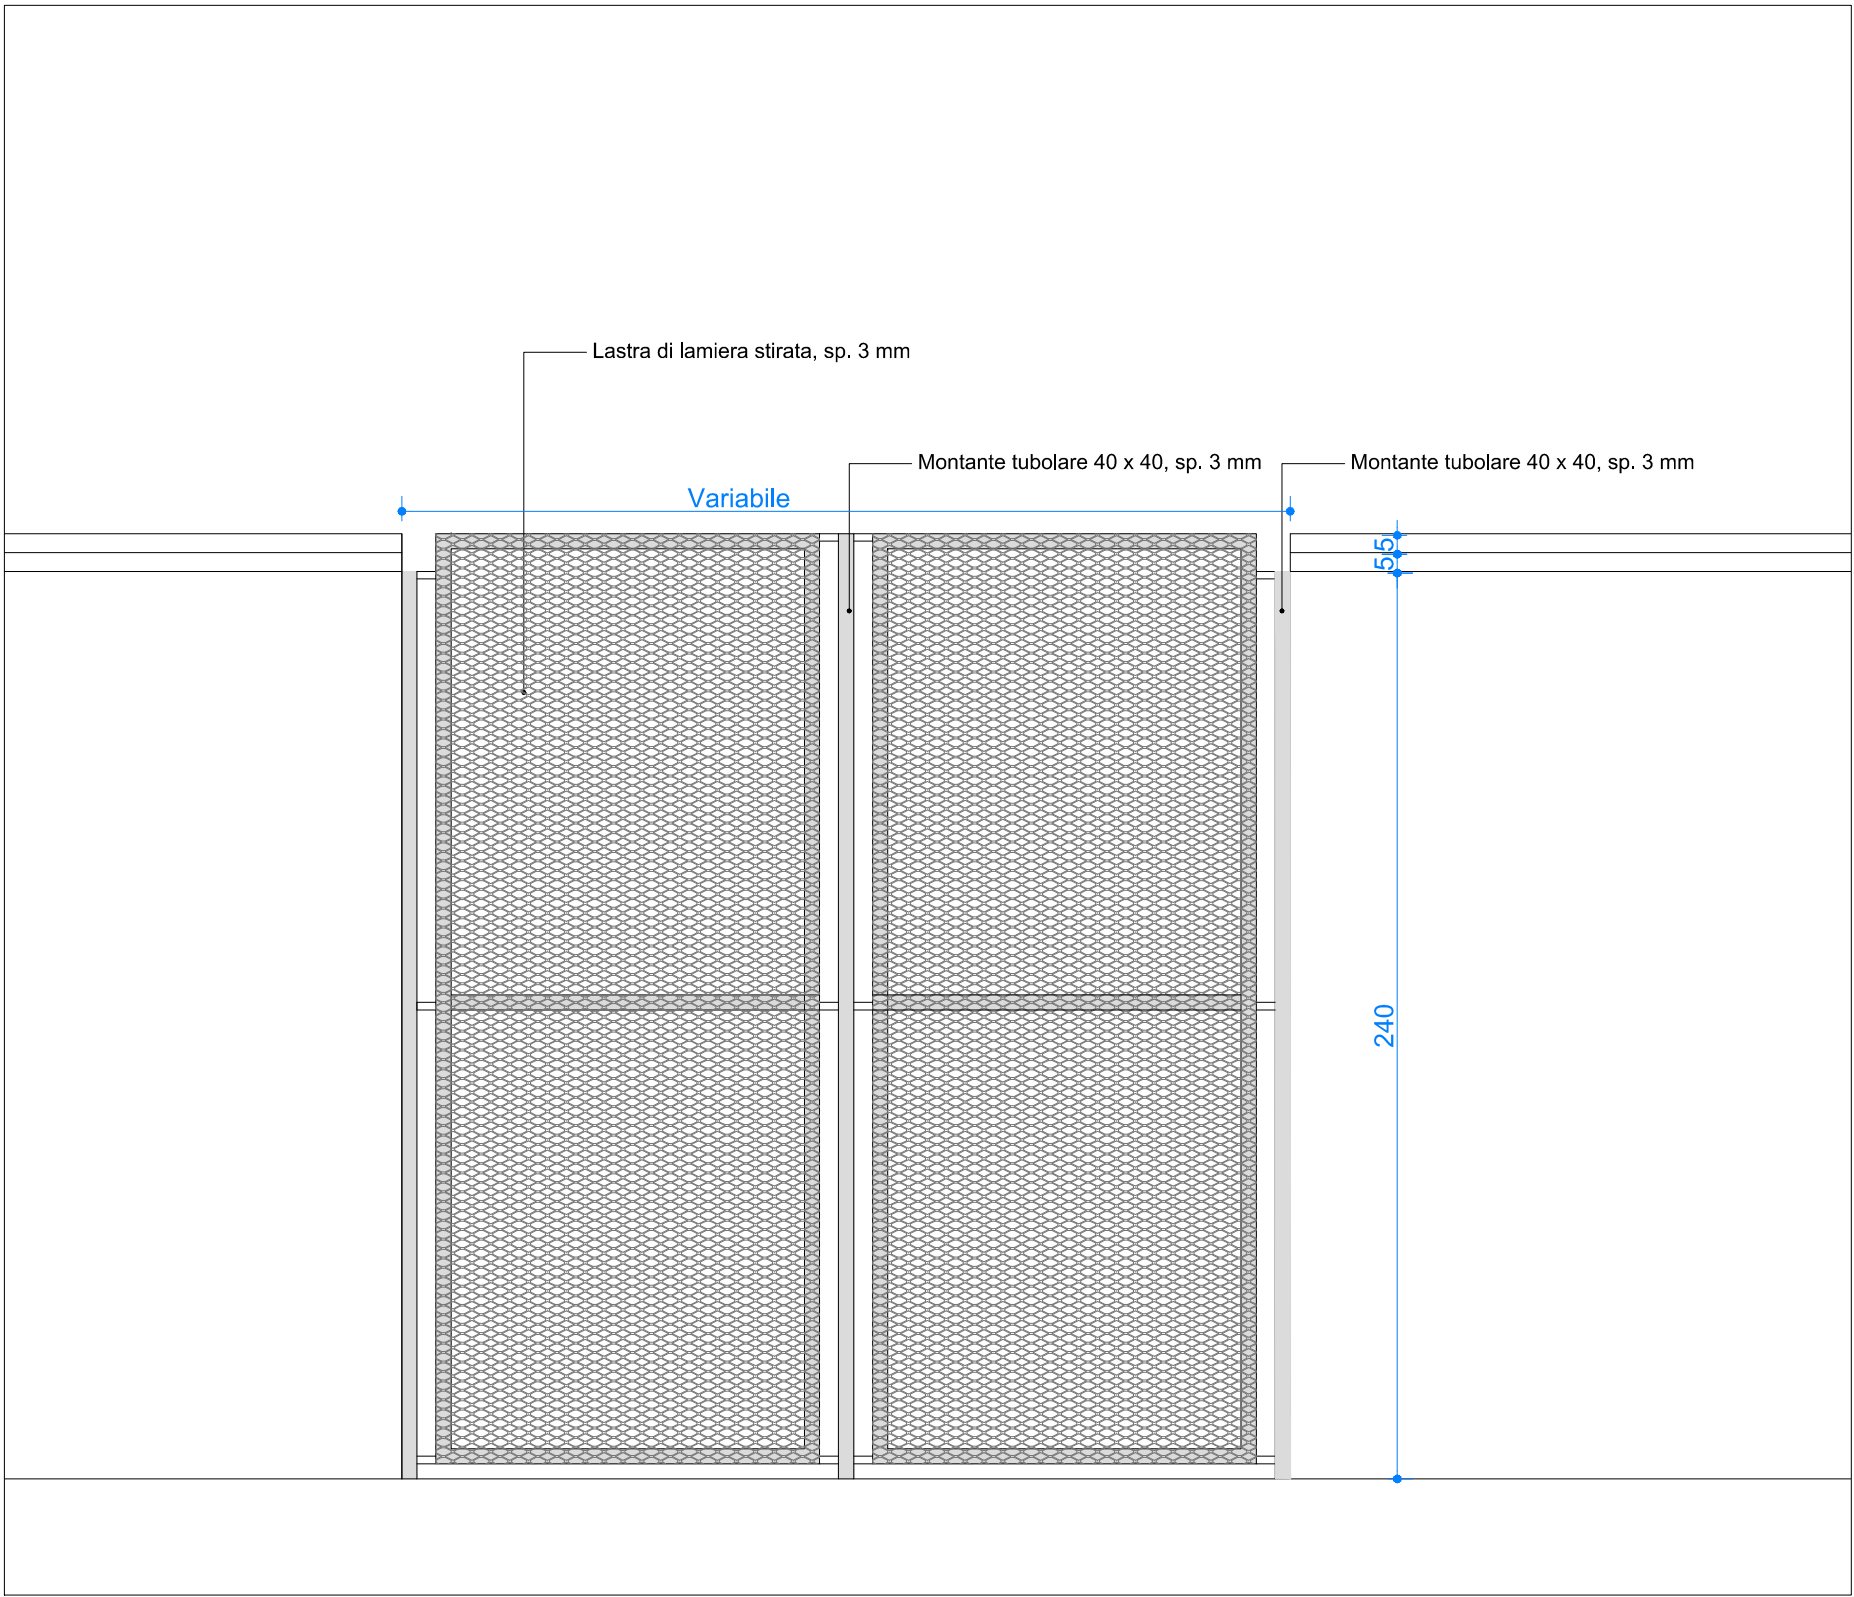 Lastra di lamiera stirata, sp. 3 mm
Montante tubolare 40 x 40, sp. 3 mm
Montante tubolare 40 x 40, sp. 3 mm
Variabile
5
5
240